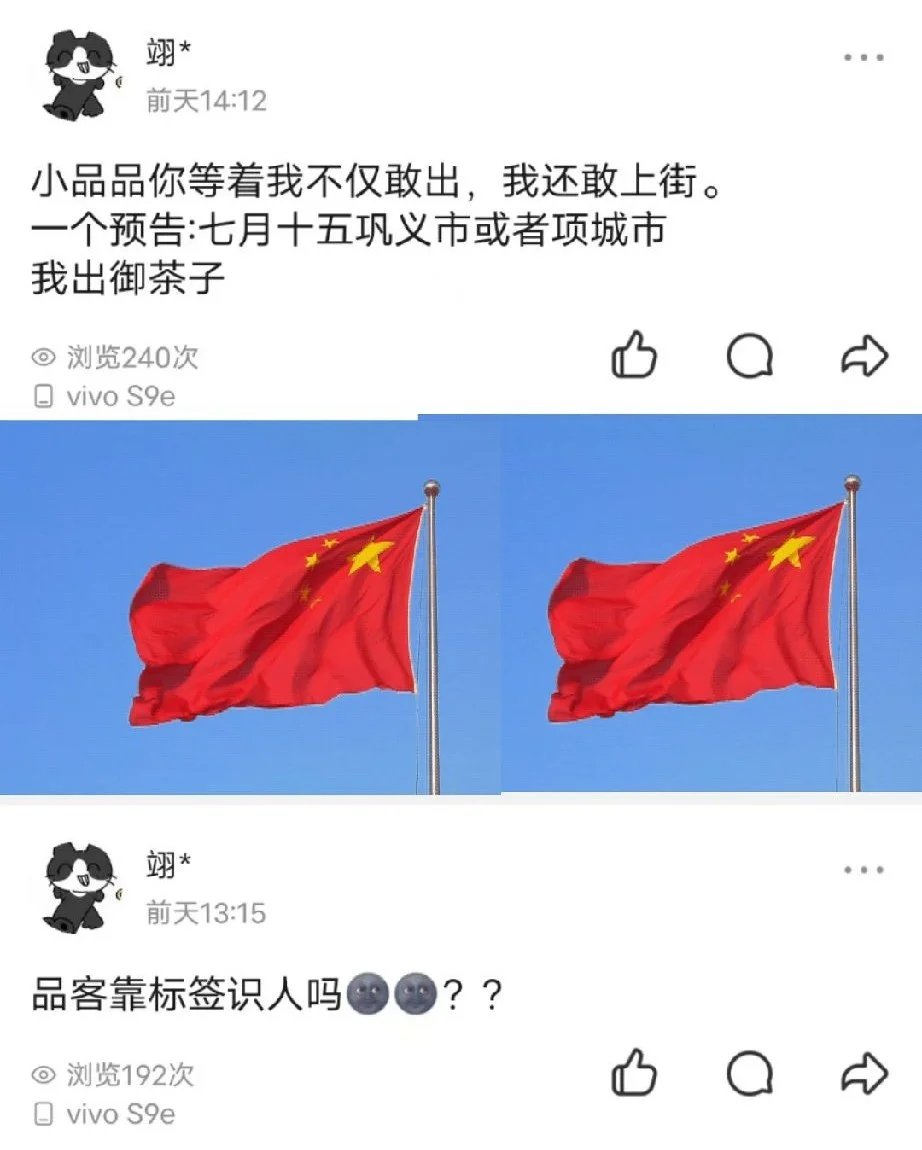 翊*
前天14:12
小品品你等着我不仅敢出，我还敢上街。
一个预告:七月十五巩义市或者项城市
我出御茶子
浏览240次
vivo S9e
翊*
前天13:15
品客靠标签识人吗🌚🌚？？
浏览192次
vivo S9e